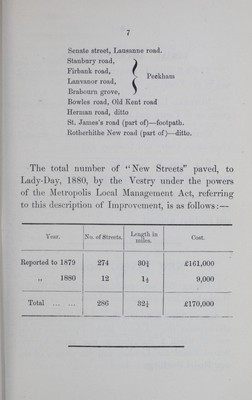 7
Senate street, Lausanne road.
Stanbury road,
Firbank road,
Lanvanor road,
Brabourn grove,
Peckham
Bowles road, Old Kent road
Herman road, ditto
St. James's road (part of)—footpath.
Rotherhithe New road (part of)—ditto.
The total number of "New Streets" paved, to
Lady-Day, 1880, by the Vestry under the powers
of the Metropolis Local Management Act, referring
to this description of Improvement, is as follows:—
Year. No. of Streets. Length in miles. Cost.
Reported to 1879 274 30¾ £161,000
„ 1880 12 1½ 9,000
Total ... ... 286 32¼ £170,000